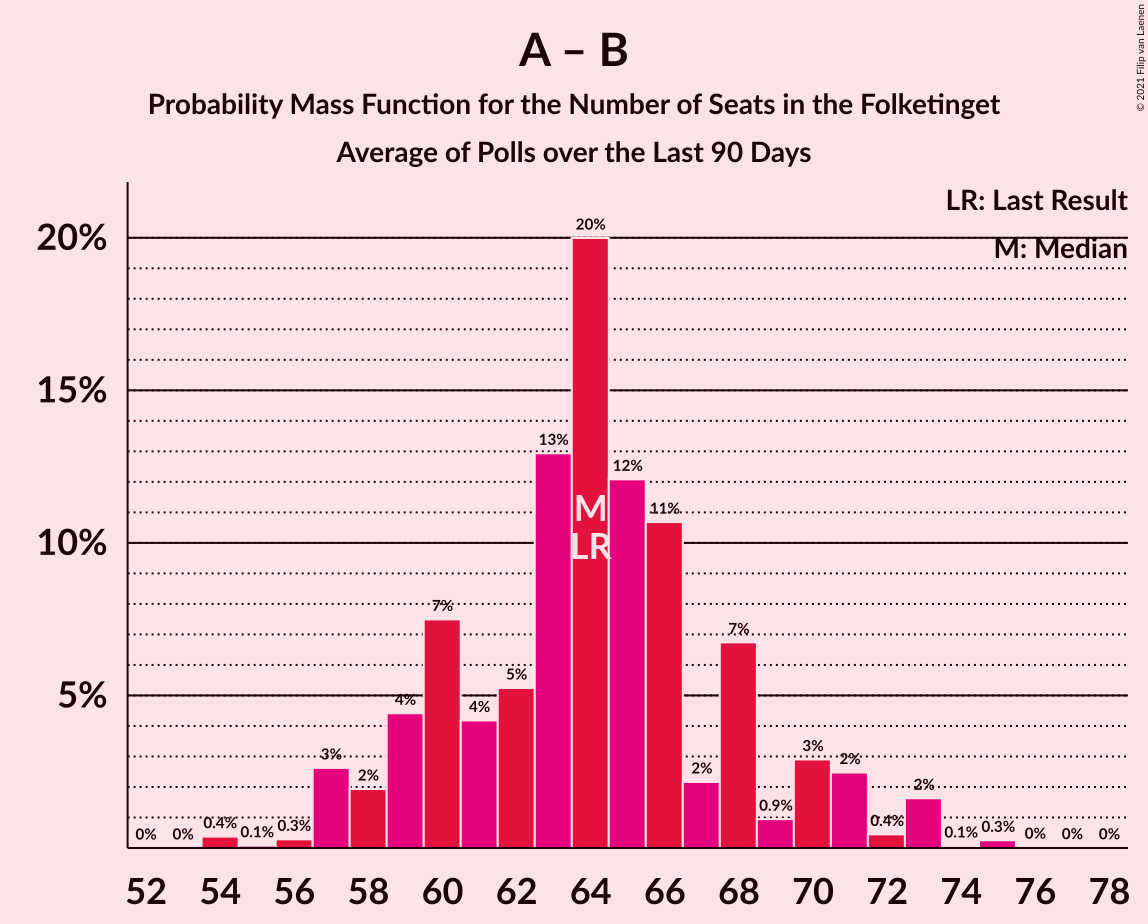 © 2021 Filip van Laenen
A – B
Probability Mass Function for the Number of Seats in the Folketinget
Average of Polls over the Last 90 Days
LR: Last Result
M: Median
20%
15%
10%
5%
0% 0% 0.4% 0.1% 0.3% 3% 2% 4% 7% 4% 5% 13% 20% 12% 11% 2% 7% 0.9% 3% 2% 0.4% 2% 0.1% 0.3% 0% 0% 0%
M
LR
52 54 56 58 60 62 64 66 68 70 72 74 76 78